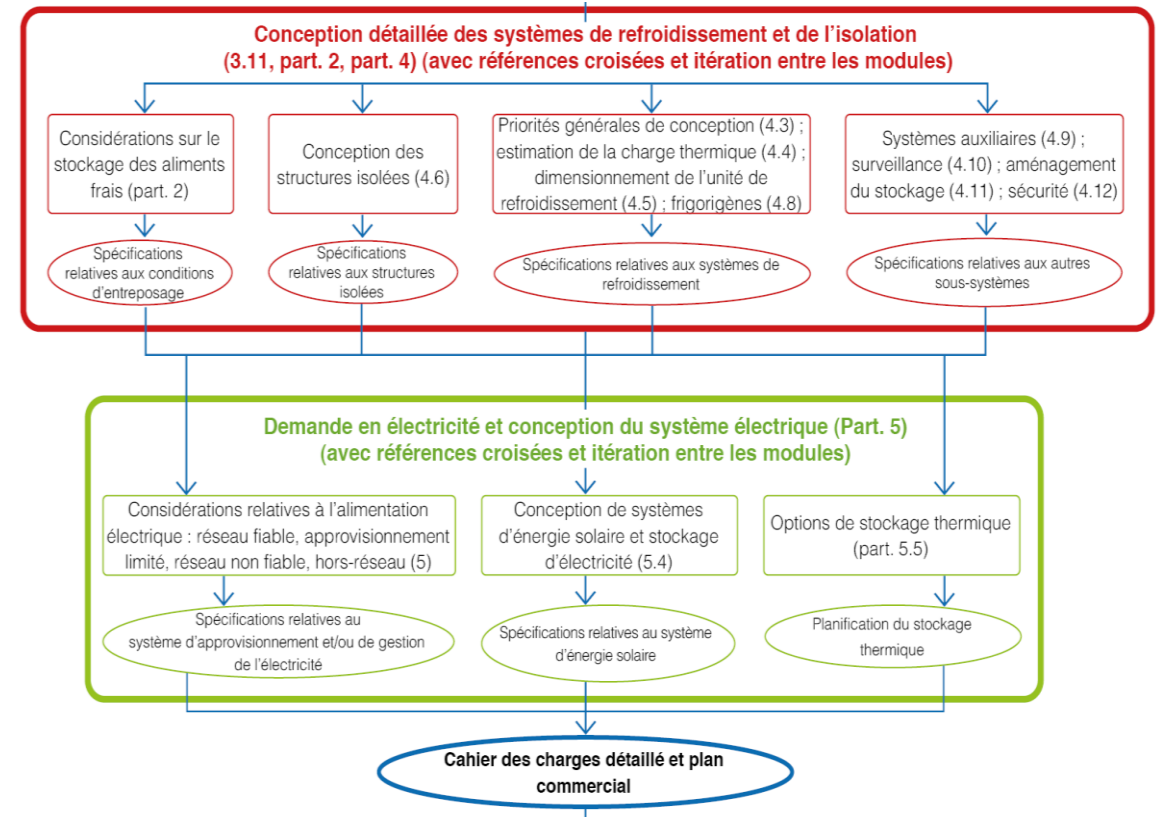 Conception détaillée des systèmes de refroidissement et de l’isolation
(3.11, part. 2, part. 4) (avec références croisées et itération entre les modules)
Considérations sur le
stockage des aliments
frais (part. 2)
Conception des
structures isolées (4.6)
Priorités générales de conception (4.3) ;
estimation de la charge thermique (4.4) ;
dimensionnement de l’unité de
refroidissement (4.5) ; frigorigènes (4.8)
Systèmes auxiliaires (4.9) ;
surveillance (4.10) ; aménagement
du stockage (4.11) ; sécurité (4.12)
Spécifications
relatives aux conditions
d’entreposage
Spécifications
relatives aux structures
isolées
Spécifications relatives aux systèmes de
refroidissement
Spécifications relatives aux autres
sous-systèmes
Demande en électricité et conception du système électrique (Part. 5)
(avec références croisées et itération entre les modules)
Considérations relatives à l’alimentation
électrique : réseau fiable, approvisionnement
limité, réseau non fiable, hors-réseau (5)
Conception de systèmes
d’énergie solaire et stockage
d’électricité (5.4)
Options de stockage thermique
(part. 5.5)
Spécifications relatives au
système d’approvisionnement et/ou de gestion
de l’électricité
Spécifications relatives au système
d’énergie solaire
Planification du stockage
thermique
Cahier des charges détaillé et plan
commercial